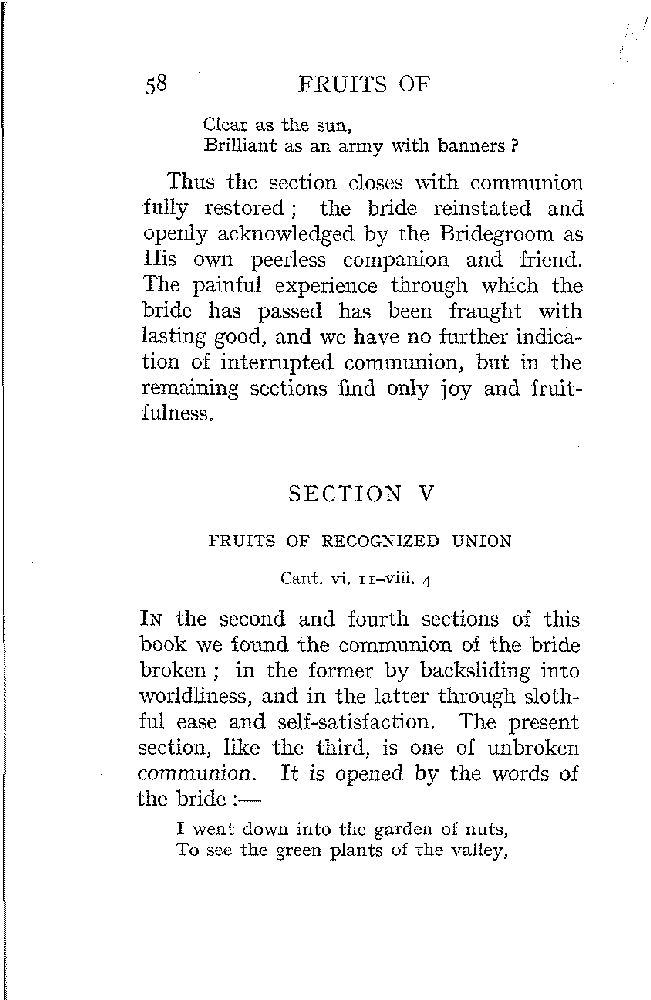 58 FRUITS OF
Clear as the sun,
Brilliant as an army with banners ?
Thus the section closes with communion
fully restored ; the bride reinstated and
openly acknowledged by the Bridegroom as
His own peerless companion and friend.
The painful experience through which the
bride has passed has been fraught with
lasting good, and we have no further indica-
tion of interrupted communion, but in the
remaining sections find only joy and fruit-
fulness.
SECTION V
FRUITS OF RECOGNIZED UNION
Cant. vi. 11–viii. 4
IN the second and fourth sections of this
book we found the communion of the bride
broken ; in the former by backsliding into
worldliness, and in the latter through sloth-
ful ease and self-satisfaction. The present
section, like the third, is one of unbroken
communion. It is opened by the words of
the bride :—
I went down into the garden of nuts,
To see the green plants of the valley,